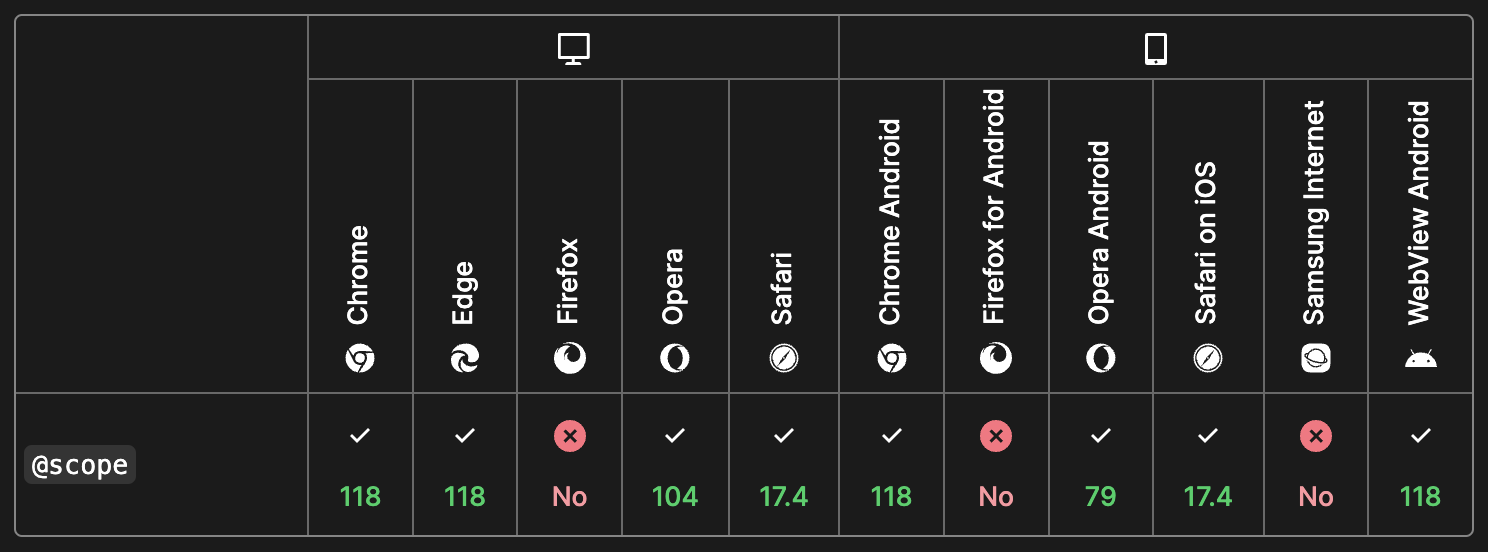 Chrome
Edge
Firefox
Opera
Safari
Chrome Android
Firefox for Android
Opera Android
Safari on iOS
Samsung Internet
WebView Android
@scope
118
118
No
104
17.4
118
No
79
17.4
No
118